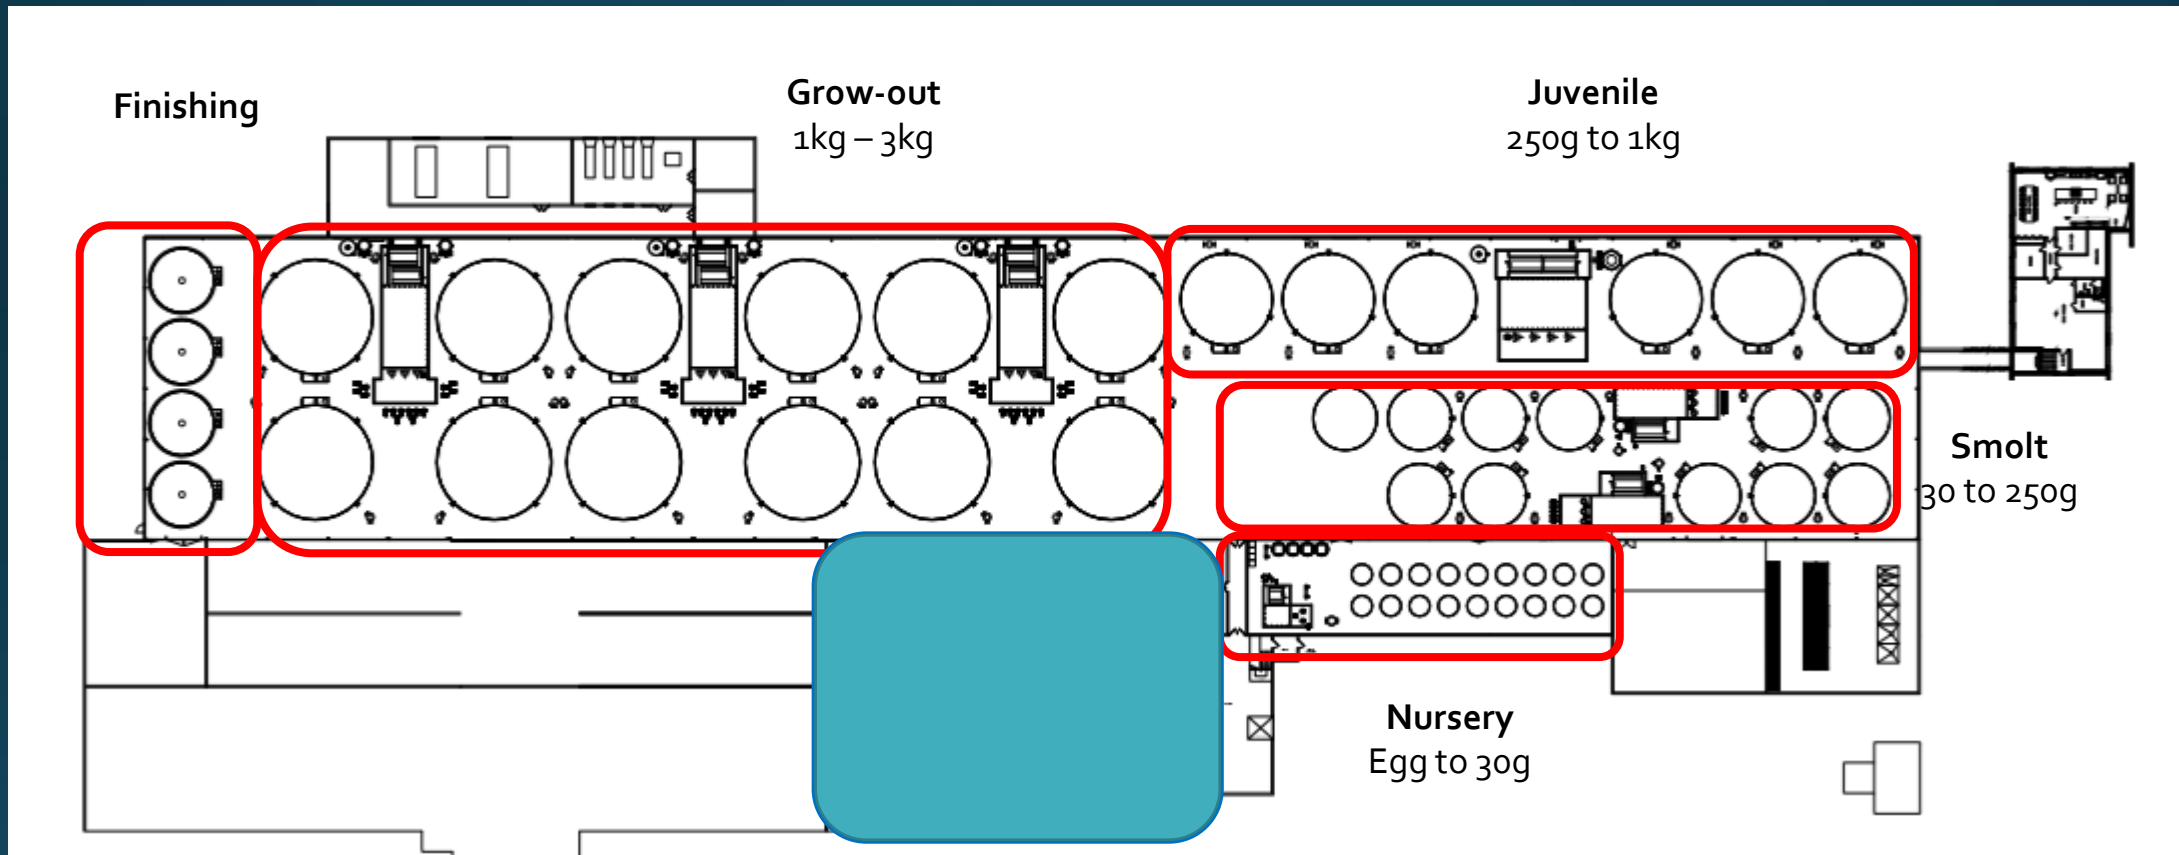 Finishing
Grow-out
1kg – 3kg
Juvenile
250g to 1kg
Smolt
30 to 250g
Nursery
Egg to 30g